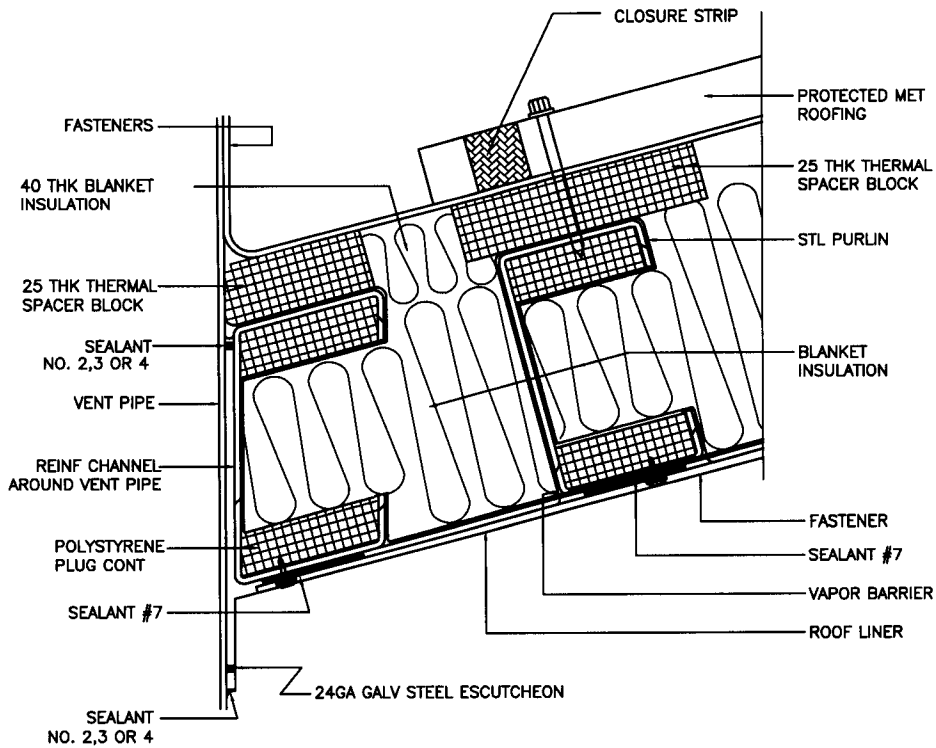 CLOSURE STRIP
FASTENERS
40 THK BLANKET
INSULATION
25 THK THERMAL
SPACER BLOCK
SEALANT
NO. 2,3 OR 4
VENT PIPE
REINF CHANNEL
AROUND VENT PIPE
POLYSTYRENE
PLUG CONT
SEALANT #7
SEALANT
NO. 2,3 OR 4
24GA GALV STEEL ESCUTCHEON
PROTECTED MET
ROOFING
25 THK THERMAL
SPACER BLOCK
STL PURLIN
BLANKET
INSULATION
FASTENER
SEALANT #7
VAPOR BARRIER
ROOF LINER